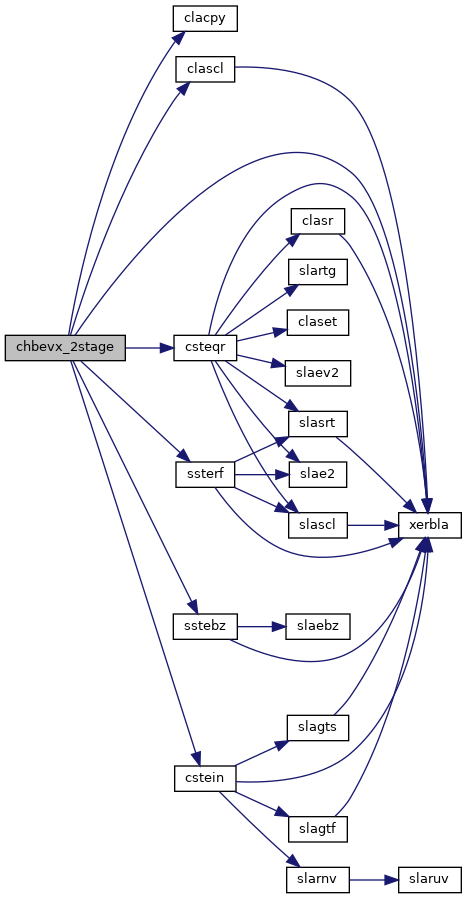 clacpy
clascl
clasr
slartg
claset
chbevx_2stage
csteqr
slaev2
slasrt
ssterf
slae2
slascl
xerbla
sstebz
slaebz
slagts
cstein
slagtf
slarnv
slaruv